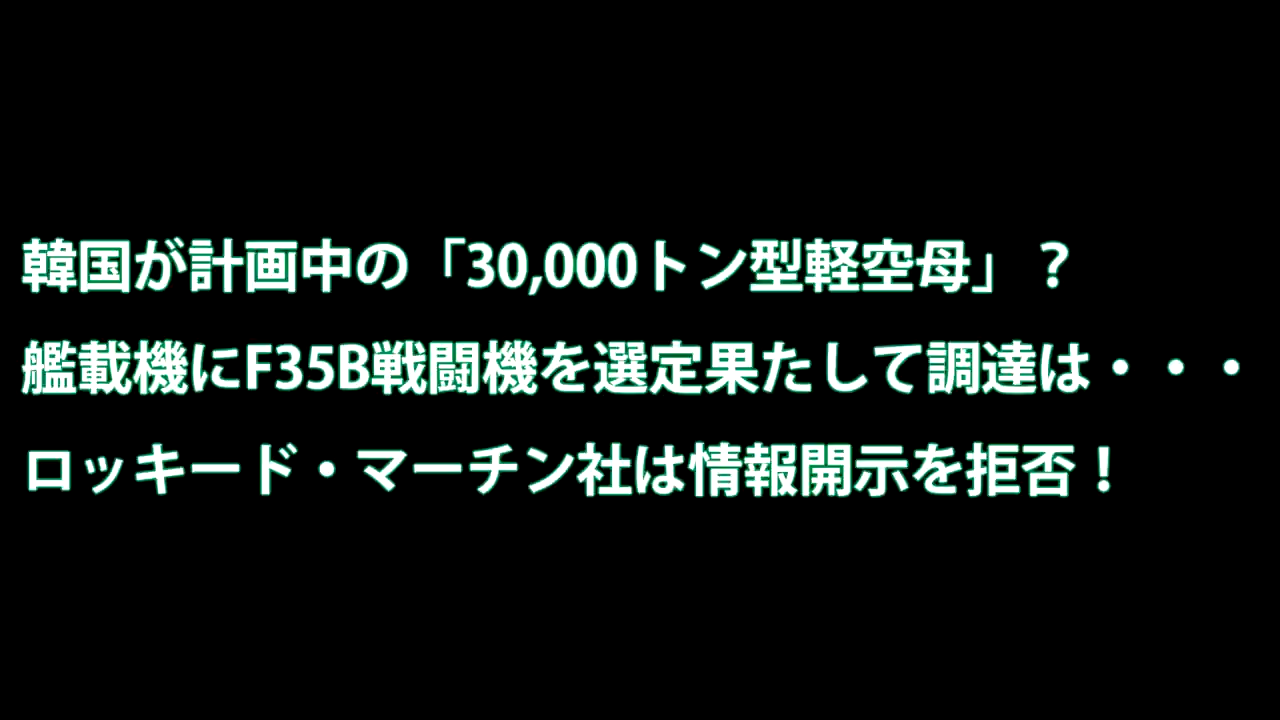 韓国が計画中の「30,000トン型軽空母」？
艦載機にF35B戦闘機を選定果たして調達は・・・
ロッキード・マーチン社は情報開示を拒否！